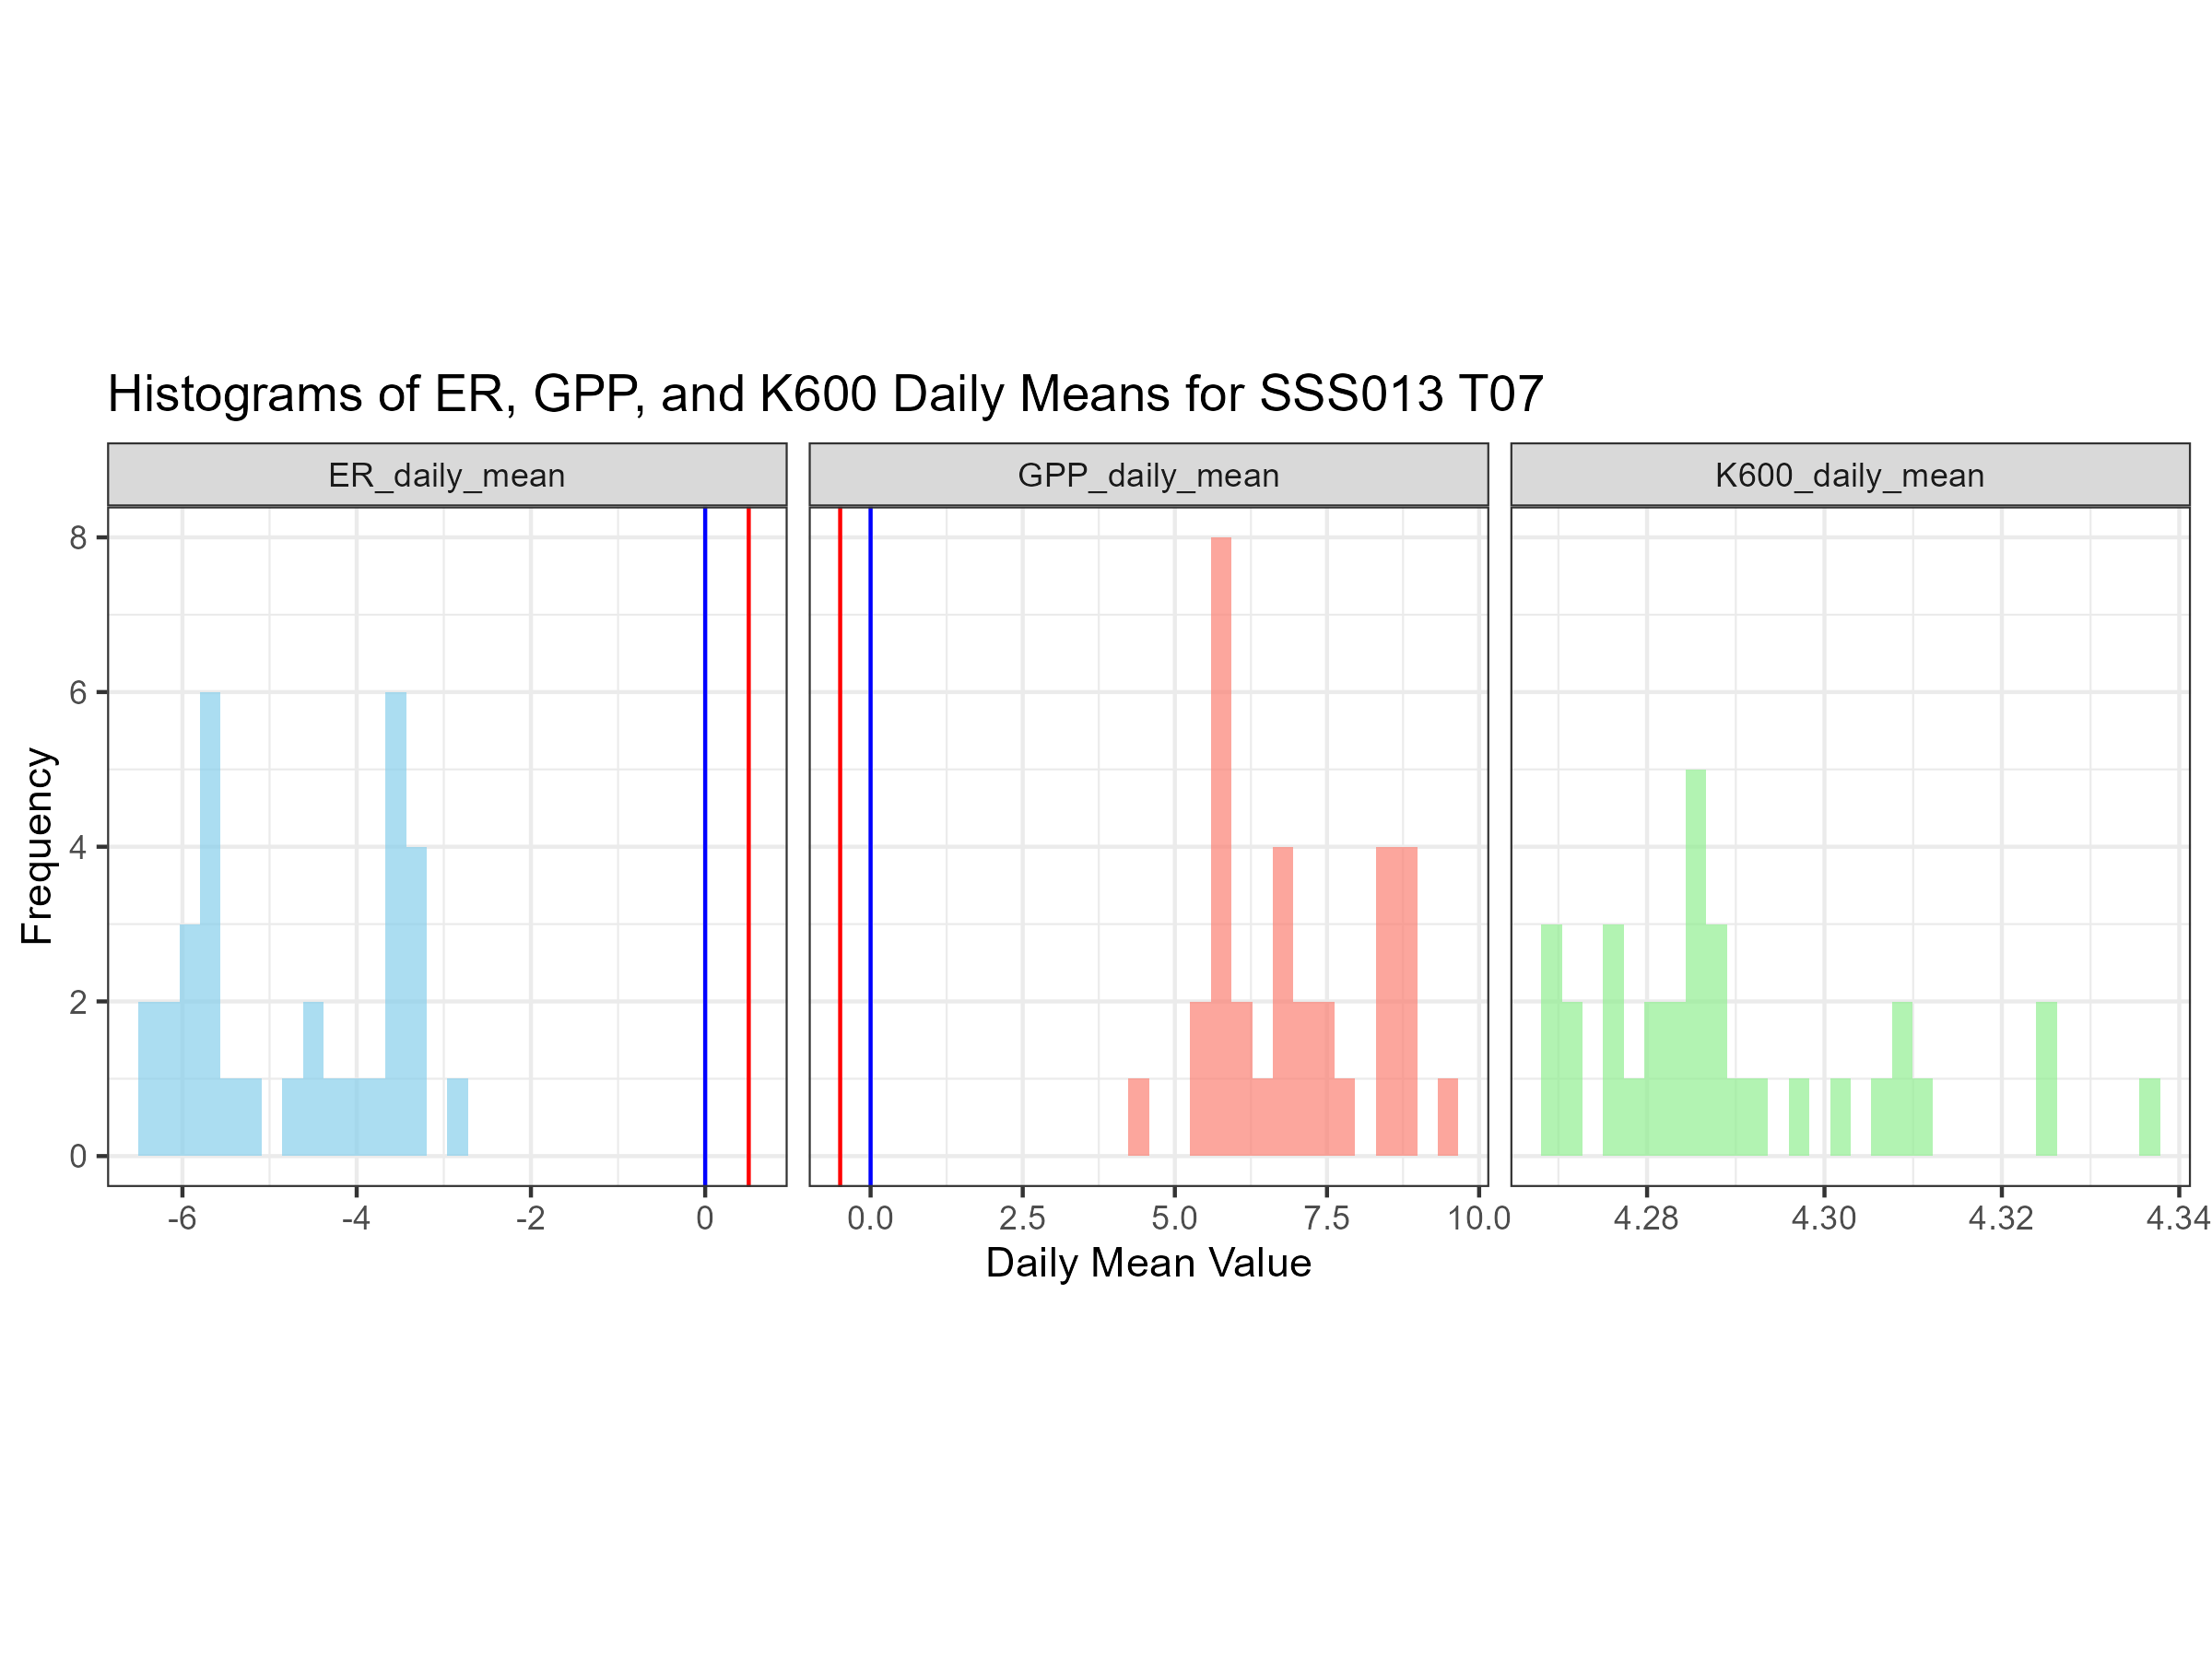 Histograms of ER, GPP, and K600 Daily Means for SSS013 T07
ER_daily_mean
GPP_daily_mean
K600_daily_mean
Frequency
8
6
4
2
0
-6 -4 -2 0
0.0 2.5 5.0 7.5 10.0
4.28 4.30 4.32 4.34
Daily Mean Value